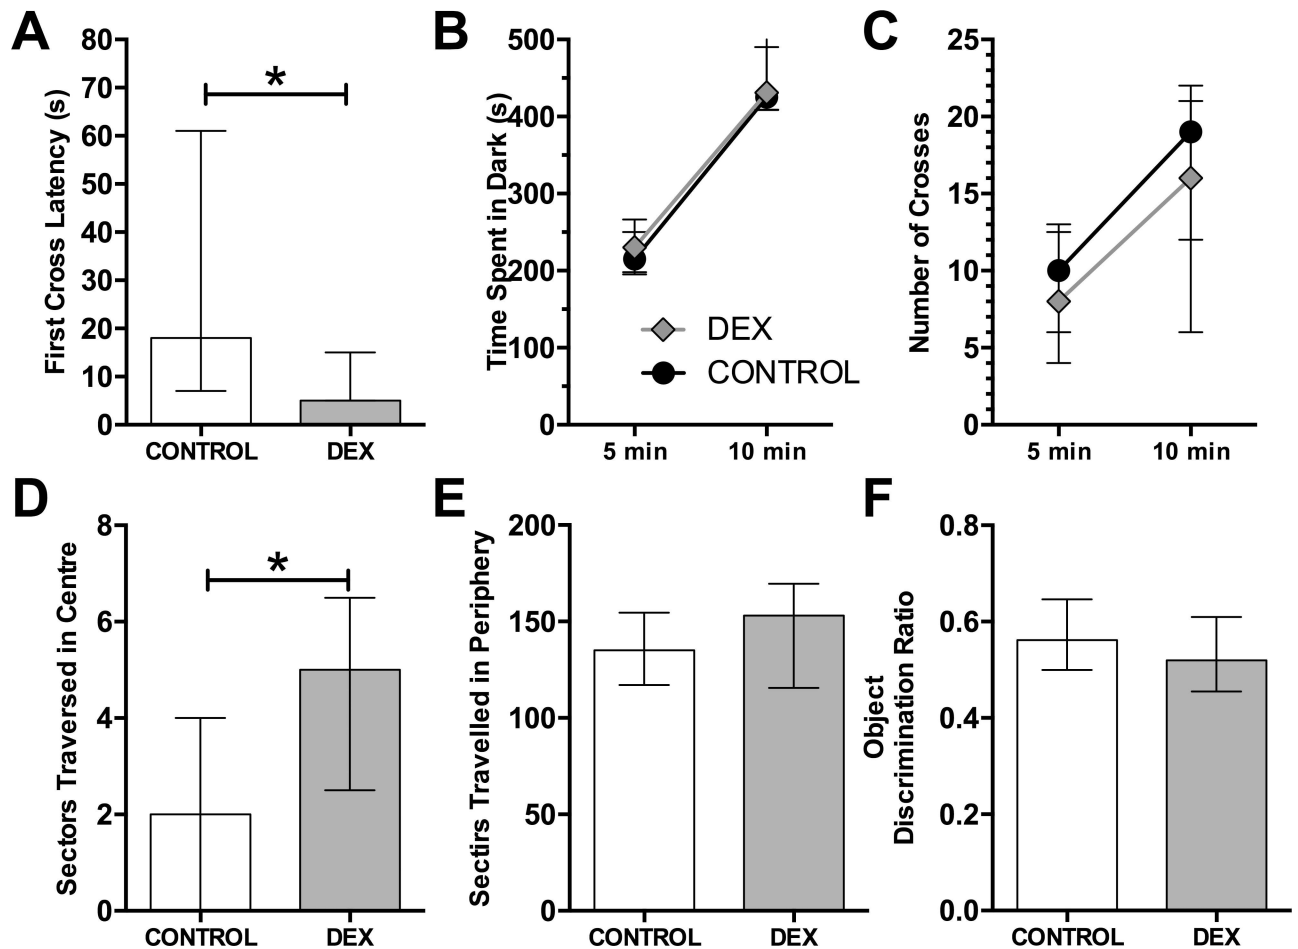 A
First Cross Latency (s)
80
70
60
50
40
30
20
10
0
*
CONTROL
DEX
B
Time Spent in Dark (s)
500
400
300
200
100
0
DEX
CONTROL
5 min
10 min
C
Number of Crosses
25
20
15
10
5
0
5 min
10 min
D
Sectors Traversed in Centre
8
6
4
2
0
*
CONTROL
DEX
E
Sectirs Travelled in Periphery
200
150
100
50
0
CONTROL
DEX
F
Object
Discrimination Ratio
0.8
0.6
0.4
0.2
0.0
CONTROL
DEX